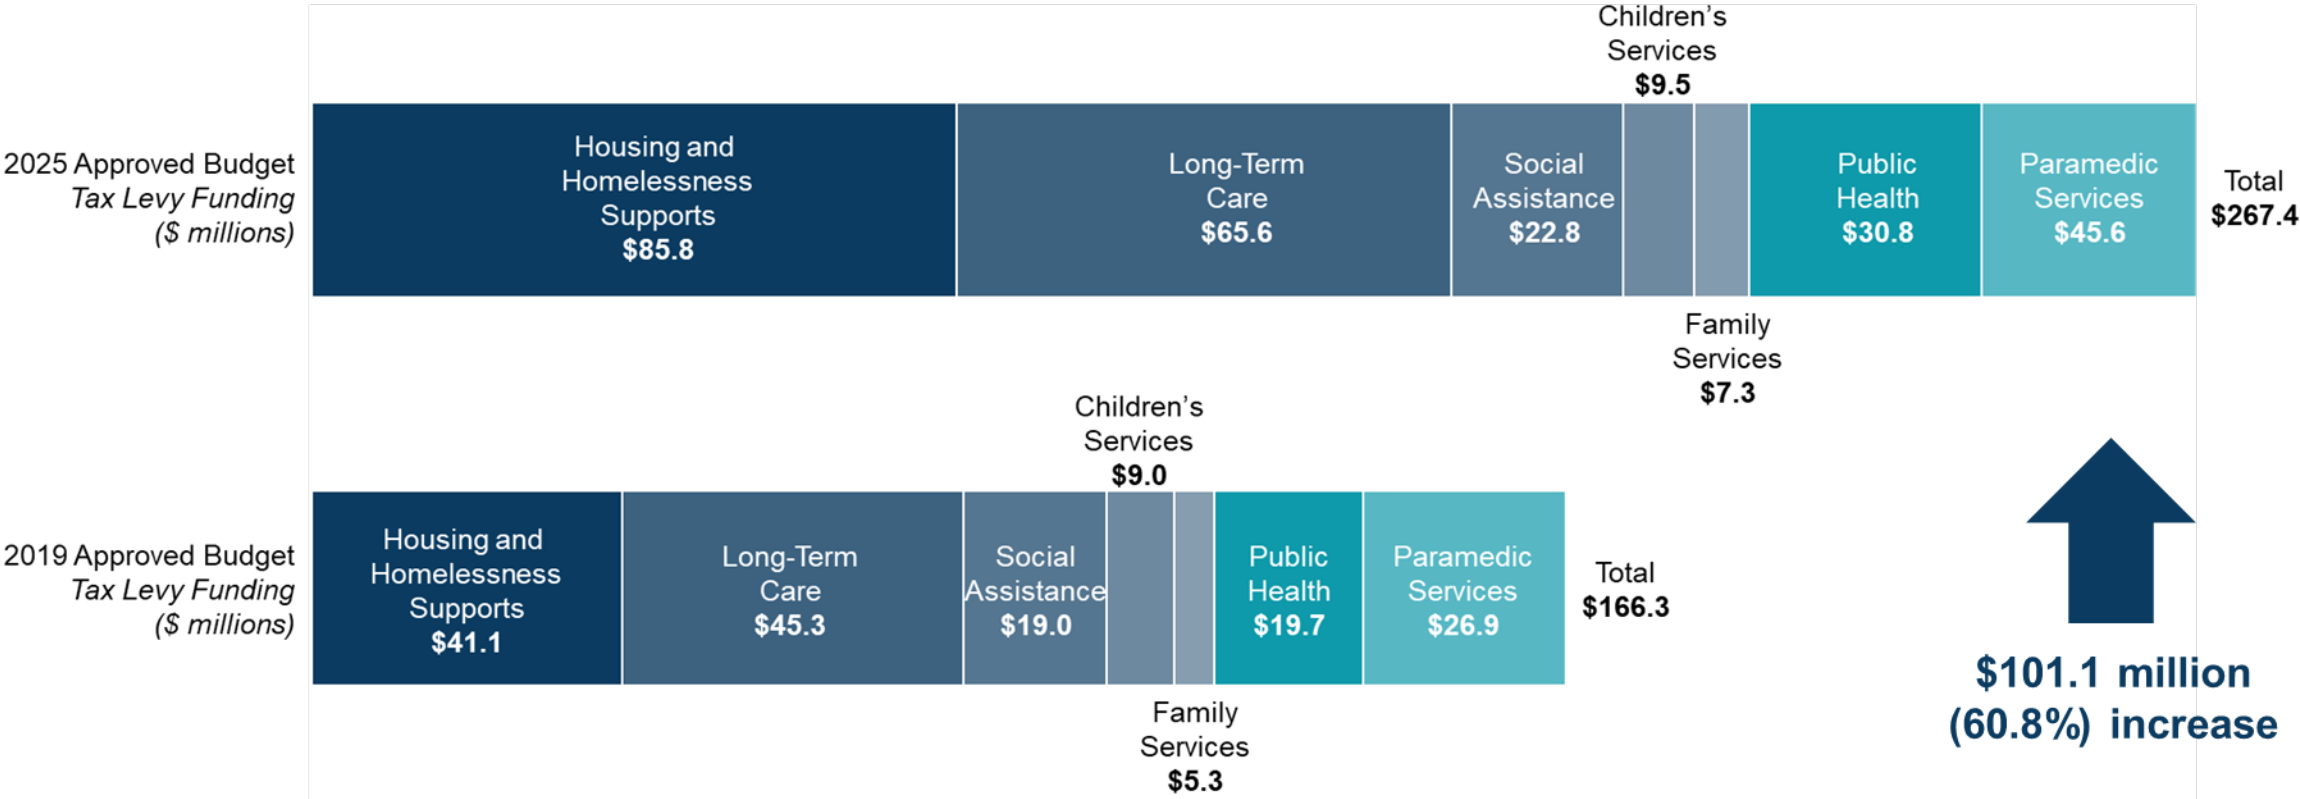 Children's
Services
$9.5
2025 Approved Budget
Tax Levy Funding
($ millions)
Housing and
Homelessness
Supports
$85.8
Long-Term
Care
$65.6
Social
Assistance
$22.8
Public
Health
$30.8
Paramedic
Services
$45.6
Total
$267.4
Family
Services
$7.3
Children's
Services
$9.0
2019 Approved Budget
Tax Levy Funding
($ millions)
Housing and
Homelessness
Supports
$41.1
Long-Term
Care
$45.3
Social
Assistance
$19.0
Public
Health
$19.7
Paramedic
Services
$26.9
Total
$166.3
Family
Services
$5.3
$101.1 million
(60.8%) increase